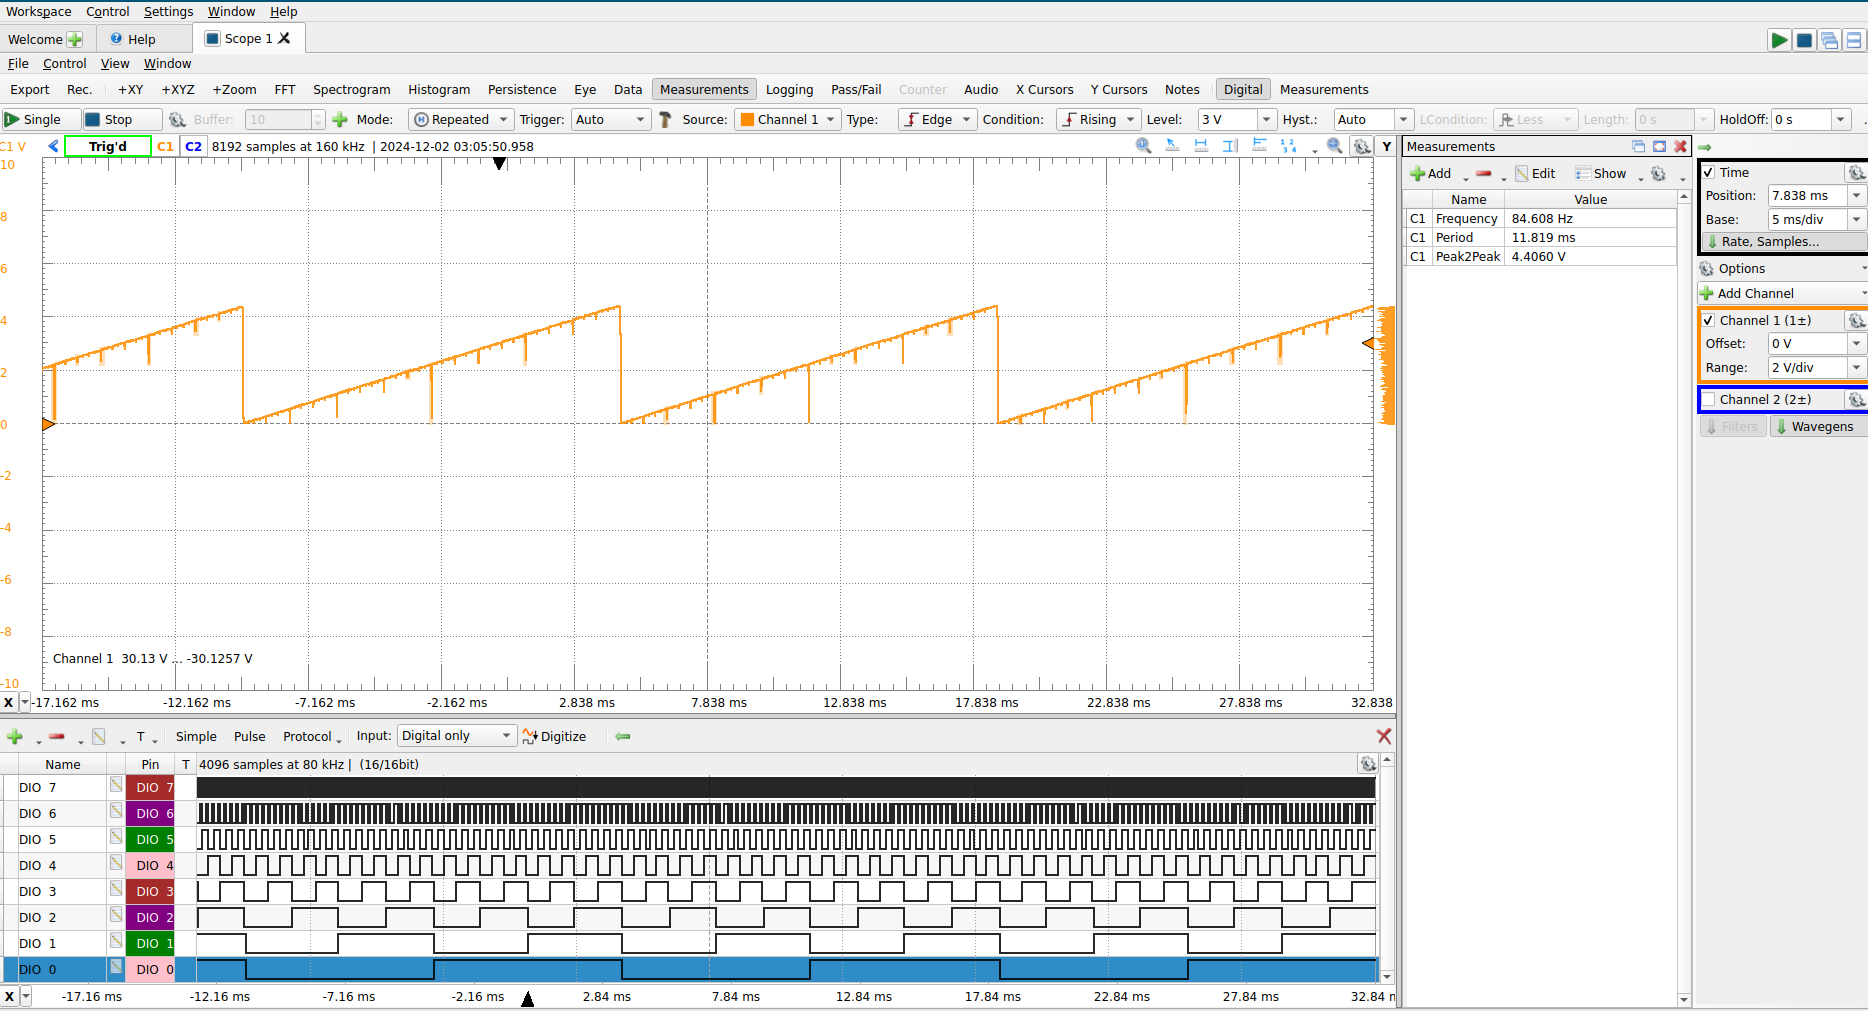 Workspace Control Settings Window Help
Welcome Help Scope 1
File Control View Window
Export Rec. +XY +XYZ +Zoom FFT Spectrogram Histogram Persistence Eye Data Measurements Logging Pass/Fail Counter Audio X Cursors Y Cursors Notes Digital Measurements
Single Stop Buffer: 10 Mode: Repeated Trigger: Auto Source: Channel 1 Type: Edge Condition: Rising Level: 3 V Hyst.: Auto LCondition: Less Length: 0 s HoldOff: 0 s
C1 V Trig'd C1 C2 8192 samples at 160 kHz | 2024-12-02 03:05:50.958 1 2 3 4 Y
10
8
6
4
2
0
-2
-4
-6
-8
-10
Channel 1 30.13 V ... -30.1257 V
X -17.162 ms -12.162 ms -7.162 ms -2.162 ms 2.838 ms 7.838 ms 12.838 ms 17.838 ms 22.838 ms 27.838 ms 32.838
Measurements
Add Edit Show
Name Value
C1 Frequency 84.608 Hz
C1 Period 11.819 ms
C1 Peak2Peak 4.4060 V
Time
Position: 7.838 ms
Base: 5 ms/div
Rate, Samples...
Options
Add Channel
Channel 1 (1±)
Offset: 0 V
Range: 2 V/div
Channel 2 (2±)
Filters Wavegens
T Simple Pulse Protocol Input: Digital only Digitize
Name Pin T 4096 samples at 80 kHz | (16/16bit)
DIO 7 DIO 7
DIO 6 DIO 6
DIO 5 DIO 5
DIO 4 DIO 4
DIO 3 DIO 3
DIO 2 DIO 2
DIO 1 DIO 1
DIO 0 DIO 0
X -17.16 ms -12.16 ms -7.16 ms -2.16 ms 2.84 ms 7.84 ms 12.84 ms 17.84 ms 22.84 ms 27.84 ms 32.84 m